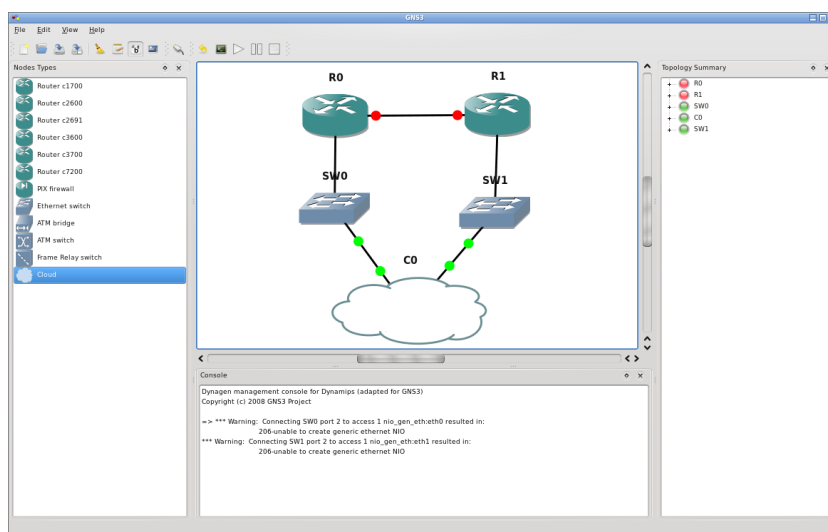 GNS3
File Edit View Help
Nodes Types
Router c1700
Router c2600
Router c2691
Router c3600
Router c3700
Router c7200
PIX firewall
Ethernet switch
ATM bridge
ATM switch
Frame Relay switch
Cloud
R0
R1
SW0
SW1
C0
Console
Dynagen management console for Dynamips (adapted for GNS3)
Copyright (c) 2008 GNS3 Project
=> *** Warning: Connecting SW0 port 2 to access 1 nio_gen_eth:eth0 resulted in:
206-unable to create generic ethernet NIO
*** Warning: Connecting SW1 port 2 to access 1 nio_gen_eth:eth1 resulted in:
206-unable to create generic ethernet NIO
Topology Summary
R0
R1
SW0
C0
SW1